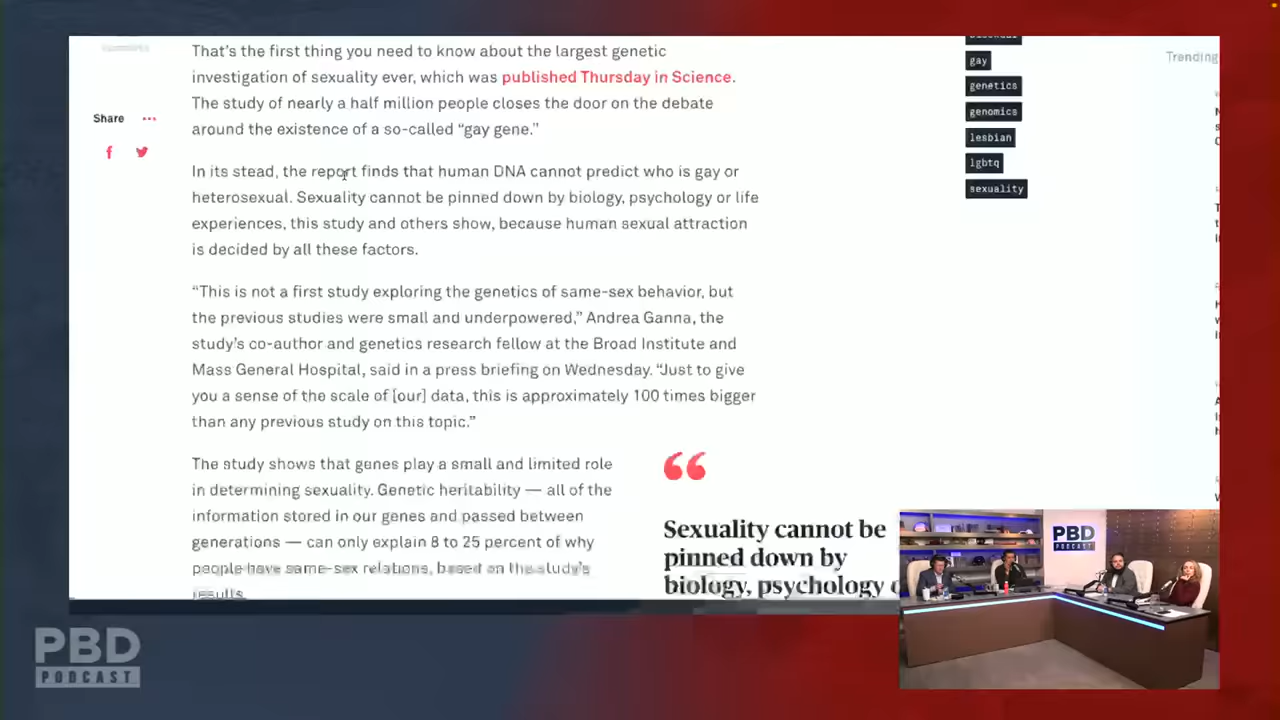 That's the first thing you need to know about the largest genetic
investigation of sexuality ever, which was published Thursday in Science.
The study of nearly a half million people closes the door on the debate
around the existence of a so-called "gay gene."
In its stead, the report finds that human DNA cannot predict who is gay or
heterosexual. Sexuality cannot be pinned down by biology, psychology or life
experiences, this study and others show, because human sexual attraction
is decided by all these factors.
“This is not a first study exploring the genetics of same-sex behavior, but
the previous studies were small and underpowered,” Andrea Ganna, the
study's co-author and genetics research fellow at the Broad Institute and
Mass General Hospital, said in a press briefing on Wednesday. “Just to give
you a sense of the scale of [our] data, this is approximately 100 times bigger
than any previous study on this topic.”
The study shows that genes play a small and limited role
in determining sexuality. Genetic heritability — all of the
information stored in our genes and passed between
generations — can only explain 8 to 25 percent of why
people have same-sex relations, based on the study's
results.
Share
“
Sexuality cannot be
pinned down by
biology, psychology
gay
genetics
genomics
lesbian
lgbtq
sexuality
Trending
PBD
PODCAST
PBD
PODCAST